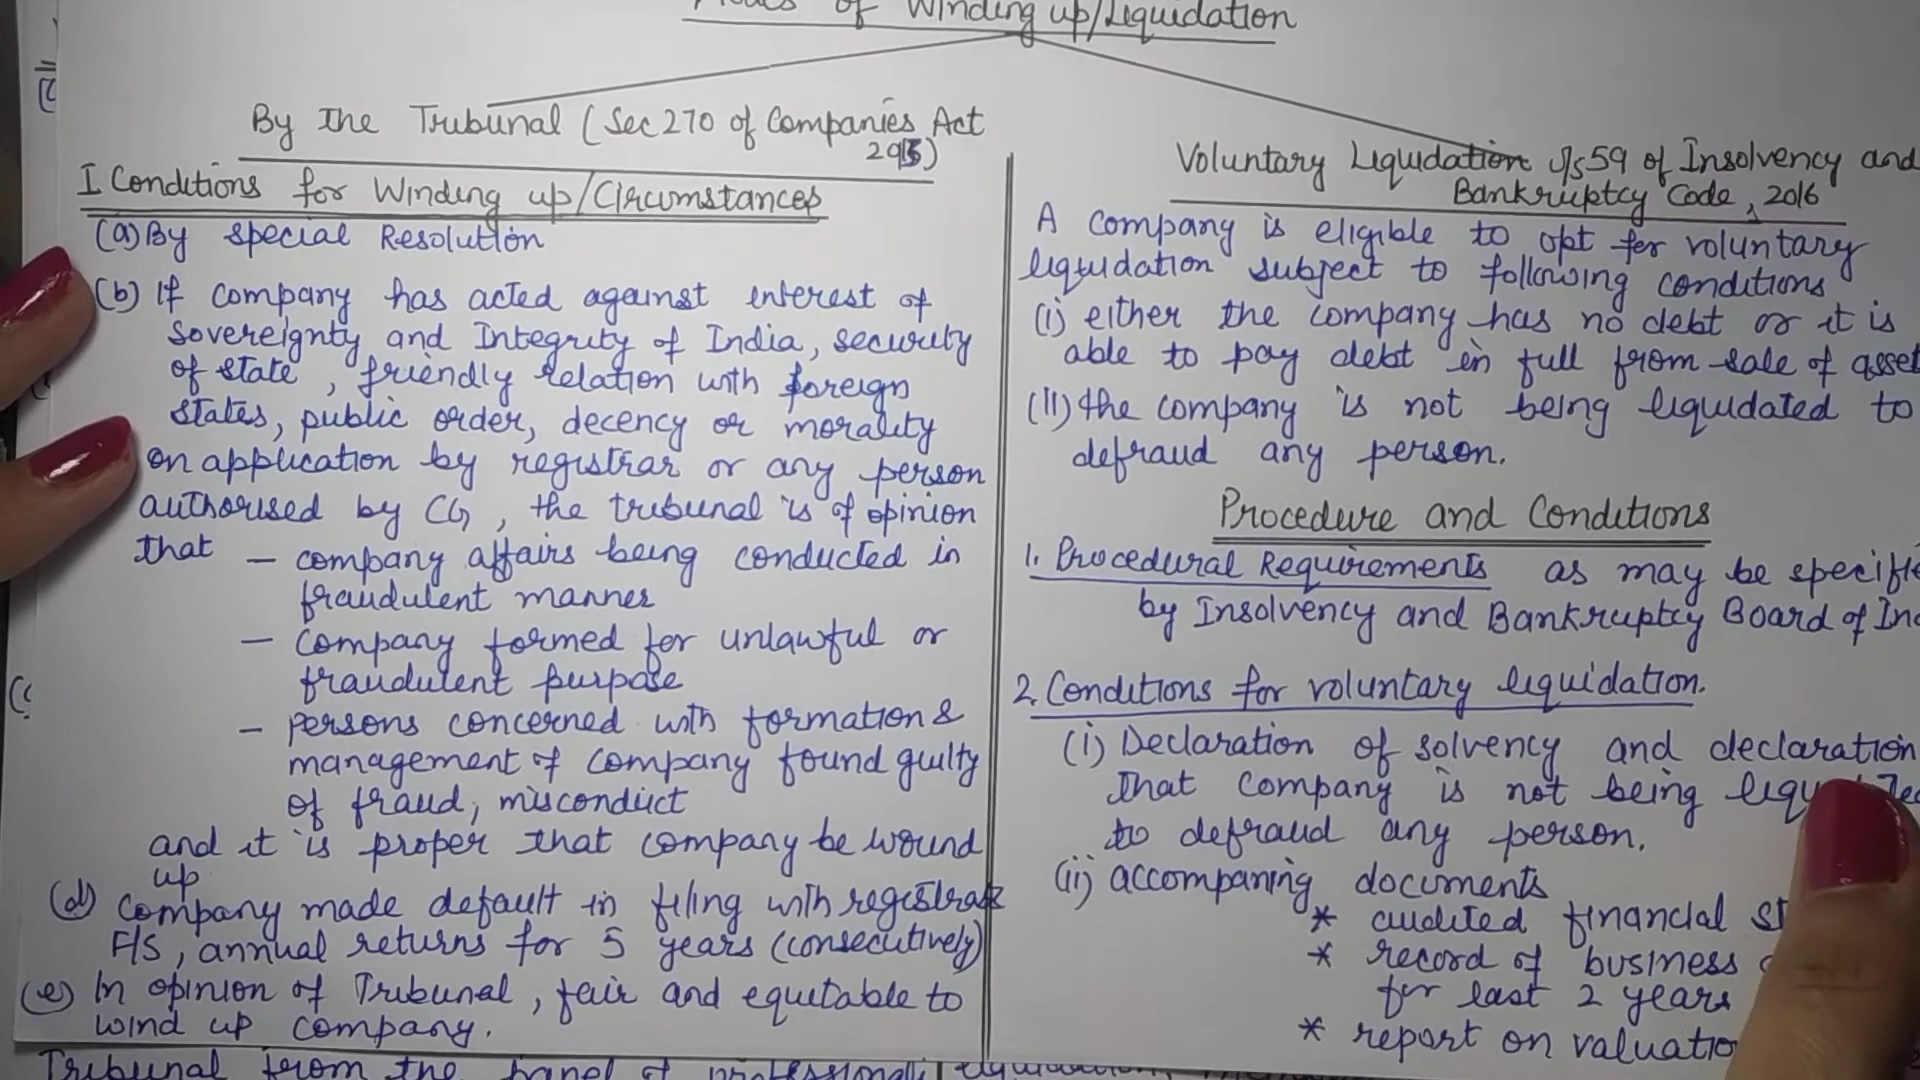 of Winding up/Liquidation
By the Tribunal (Sec 270 of Companies Act
2013)
I Conditions for Winding up/Circumstances
(a) By special Resolution
(b) If company has acted against interest of
sovereignty and Integrity of India, security
of state, friendly relation with foreign
states, public order, decency or morality
on application by registrar or any person
authorised by CG, the tribunal is of opinion
that - company affairs being conducted in
fraudulent manner
- company formed for unlawful or
fraudulent purpose
- persons concerned with formation &
management of company found guilty
of fraud, misconduct
and it is proper that company be wound
up
(d) company made default in filing with registrar
F/S, annual returns for 5 years (consecutively)
(e) In opinion of Tribunal, fair and equitable to
wind up company.
Tribunal from the panel of professional
Voluntary Liquidation u/s 59 of Insolvency and
Bankruptcy Code, 2016
A company is eligible to opt for voluntary
liquidation subject to following conditions
(i) either the company has no debt or it is
able to pay debt in full from sale of asset
(ii) the company is not being liquidated to
defraud any person.
Procedure and Conditions
1. Procedural Requirements as may be specifie
by Insolvency and Bankruptcy Board of Ind
2. Conditions for voluntary liquidation.
(i) Declaration of solvency and declaration
that company is not being
to defraud any person.
(ii) accompaning documents
* audited financial st
* record of business
for last 2 years
* report on valuatio